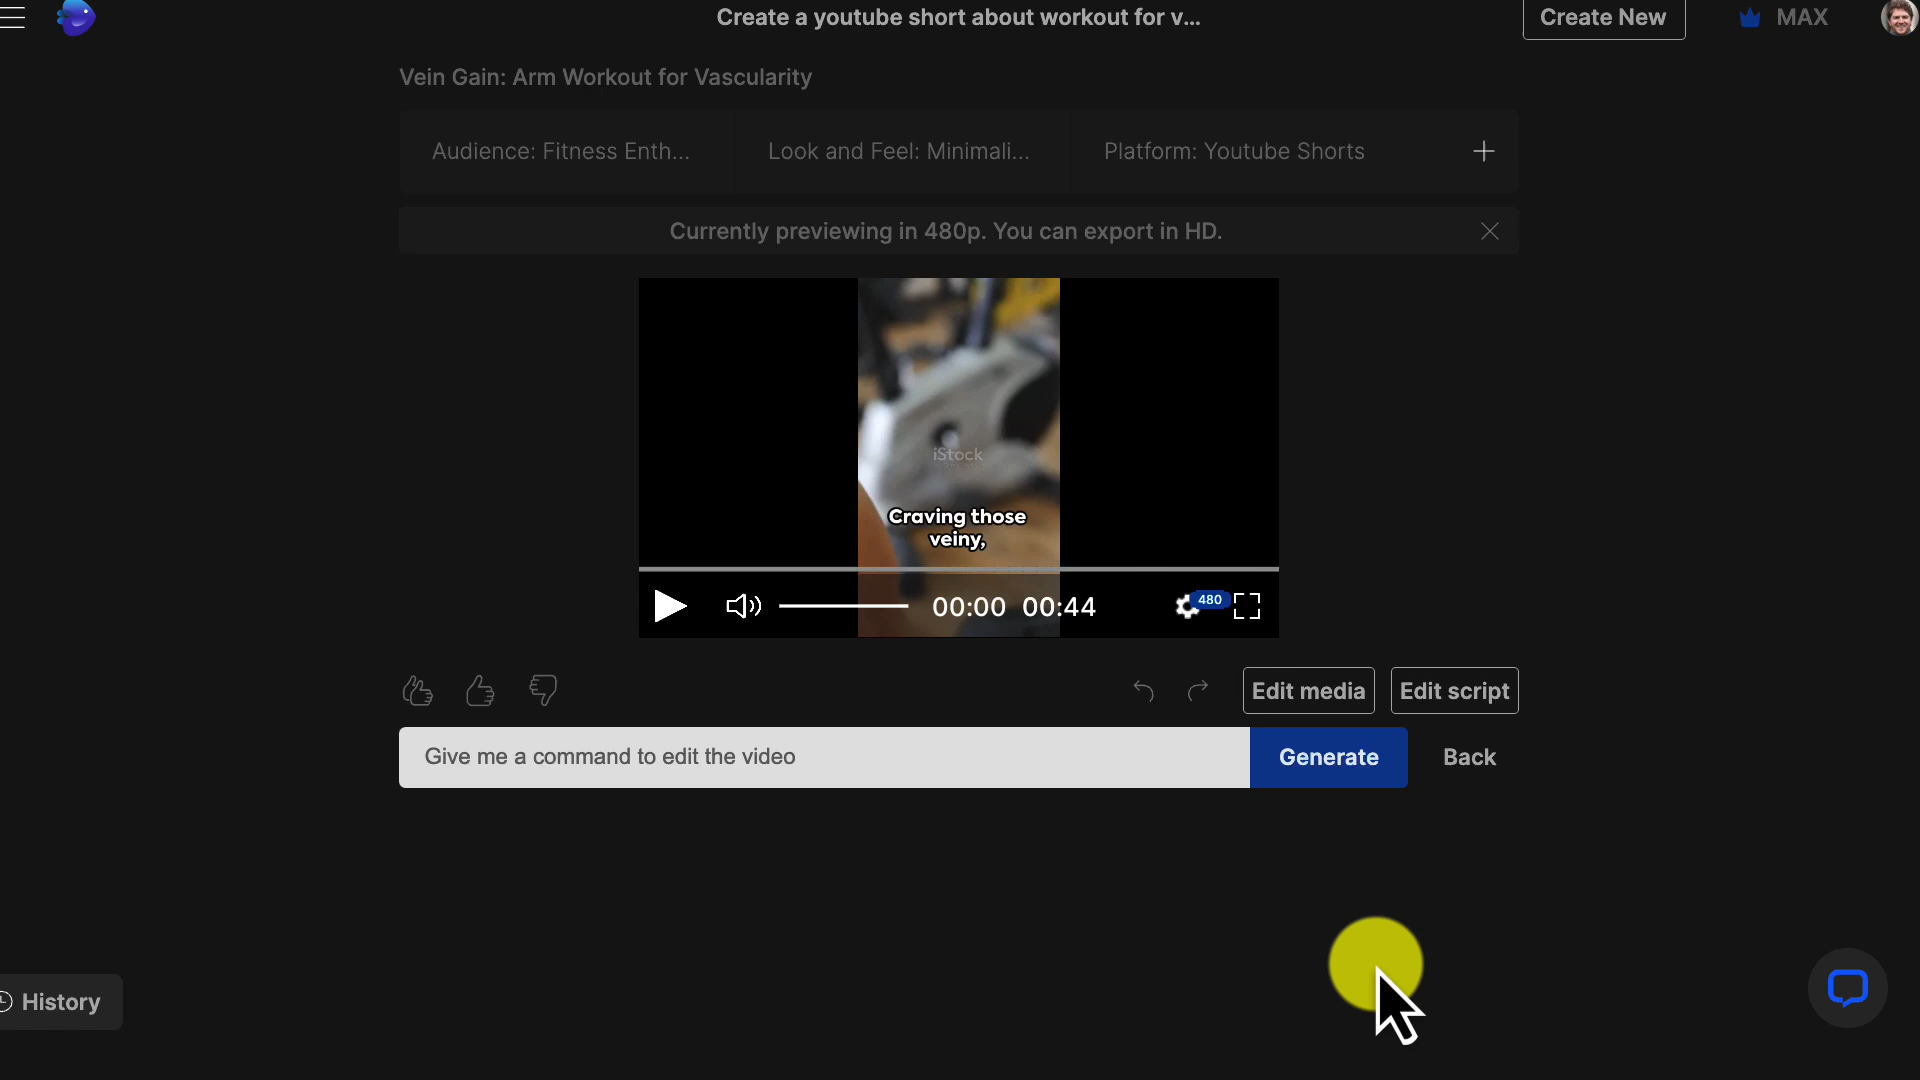 Create a youtube short about workout for v...
Create New
MAX
Vein Gain: Arm Workout for Vascularity
Audience: Fitness Enth...
Look and Feel: Minimali...
Platform: Youtube Shorts
Currently previewing in 480p. You can export in HD.
iStock
Craving those
veiny,
00:00 00:44
480
Edit media
Edit script
Give me a command to edit the video
Generate
Back
History